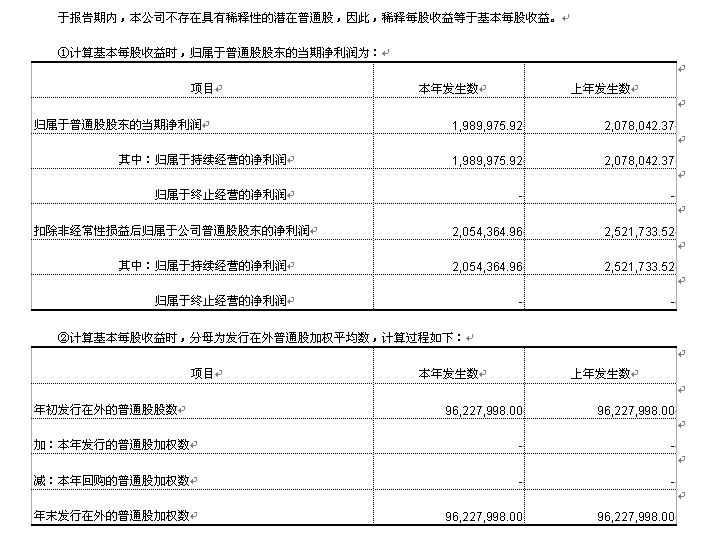 于报告期内，本公司不存在具有稀释性的潜在普通股，因此，稀释每股收益等于基本每股收益。
①计算基本每股收益时，归属于普通股股东的当期净利润为：
项目 本年发生数 上年发生数
归属于普通股股东的当期净利润 1,989,975.92 2,078,042.37
其中：归属于持续经营的净利润 1,989,975.92 2,078,042.37
归属于终止经营的净利润 - -
扣除非经常性损益后归属于公司普通股股东的净利润 2,054,364.96 2,521,733.52
其中：归属于持续经营的净利润 2,054,364.96 2,521,733.52
归属于终止经营的净利润 - -
②计算基本每股收益时，分母为发行在外普通股加权平均数，计算过程如下：
项目 本年发生数 上年发生数
年初发行在外的普通股股数 96,227,998.00 96,227,998.00
加：本年发行的普通股加权数 - -
减：本年回购的普通股加权数 - -
年末发行在外的普通股加权数 96,227,998.00 96,227,998.00